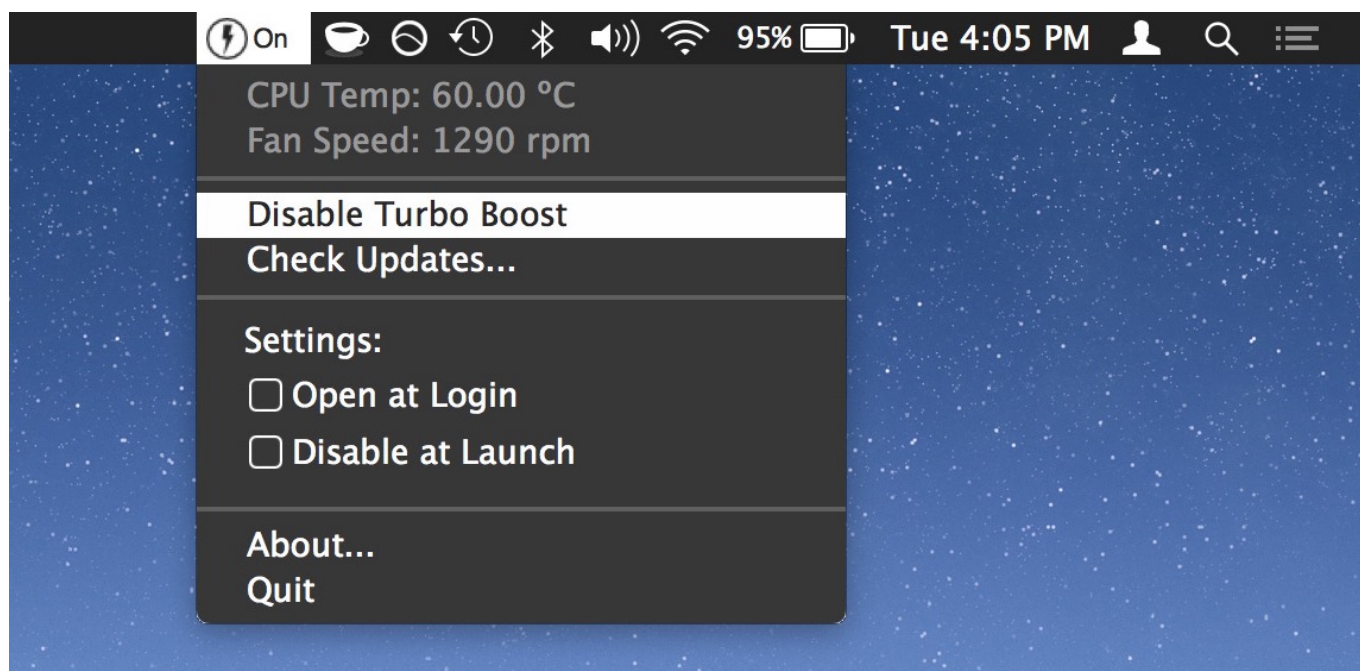 On 95% Tue 4:05 PM
CPU Temp: 60.00 ºC
Fan Speed: 1290 rpm
Disable Turbo Boost
Check Updates...
Settings:
Open at Login
Disable at Launch
About...
Quit